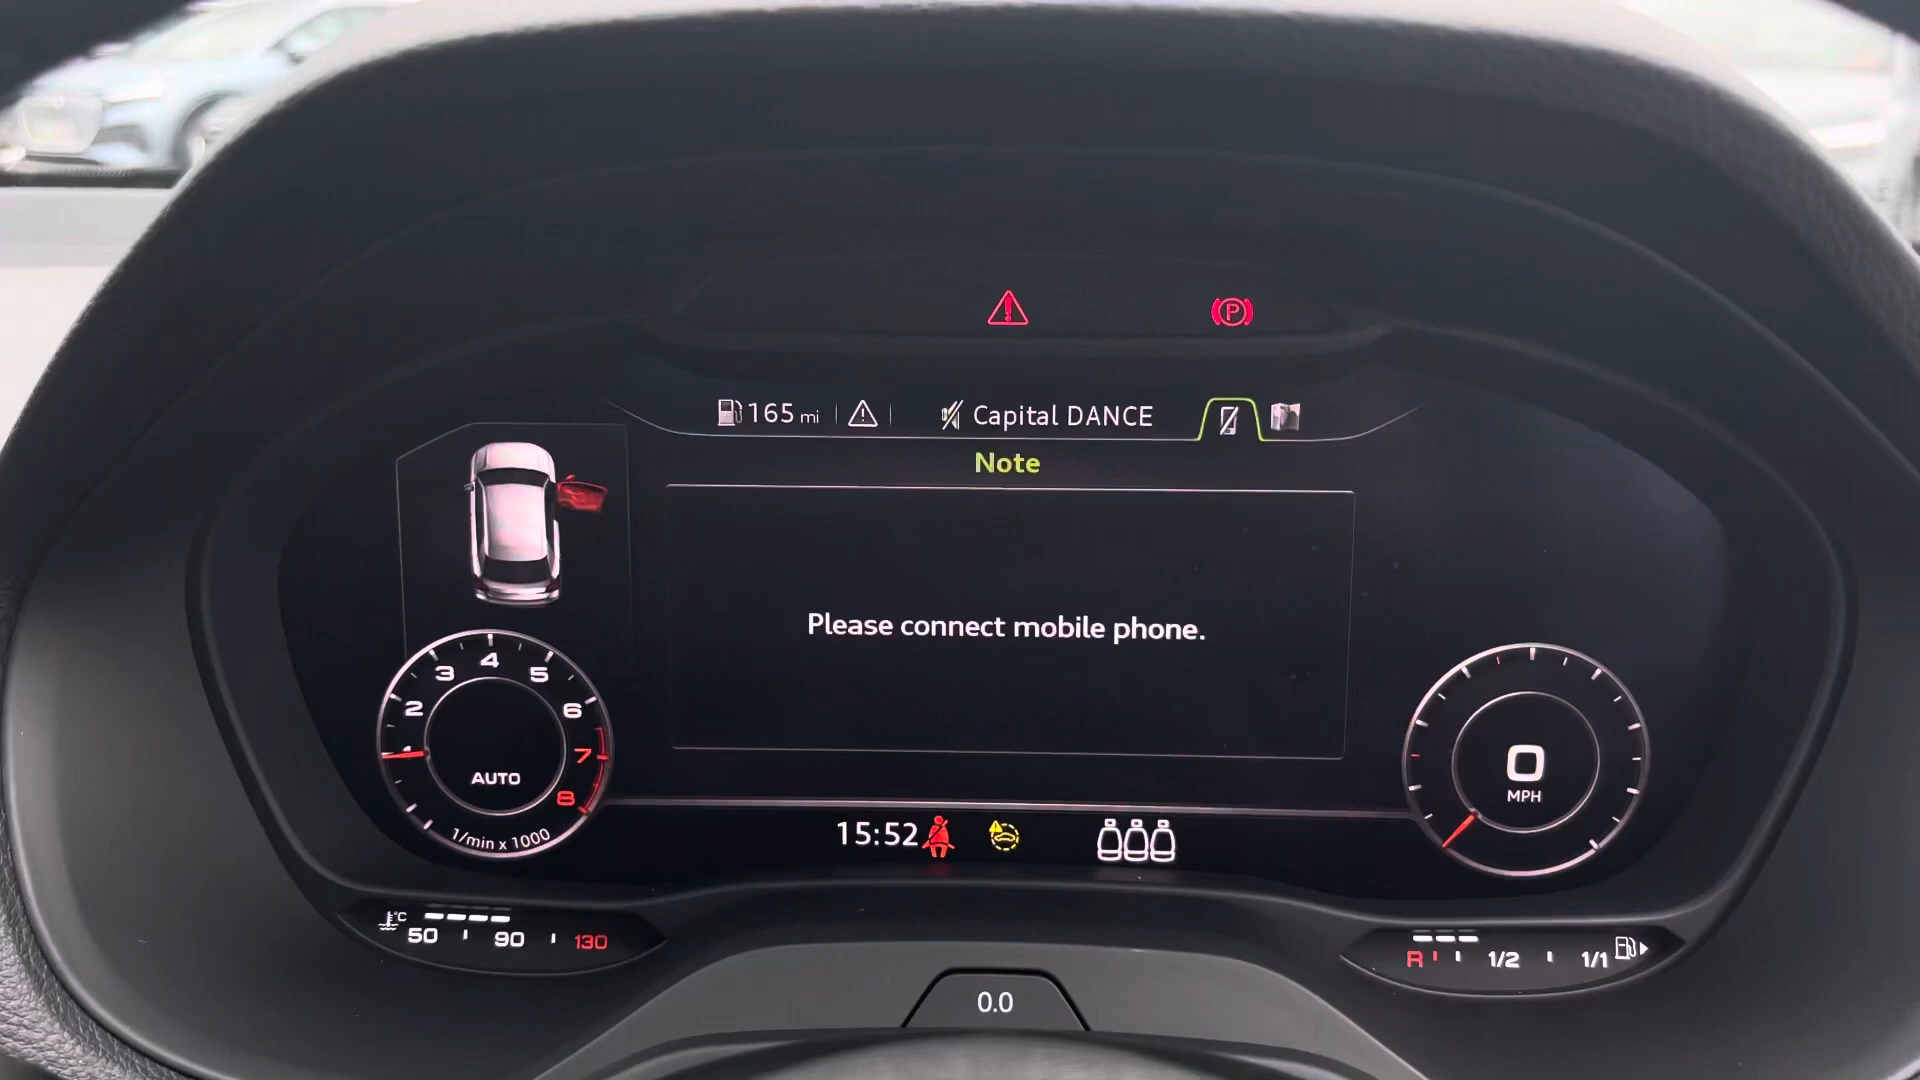 P
165 mi
Capital DANCE
Note
Please connect mobile phone.
1 2 3 4 5 6 7 8
AUTO
1/min x 1000
0
MPH
15:52
°C
50 90 130
R 1/2 1/1
0.0